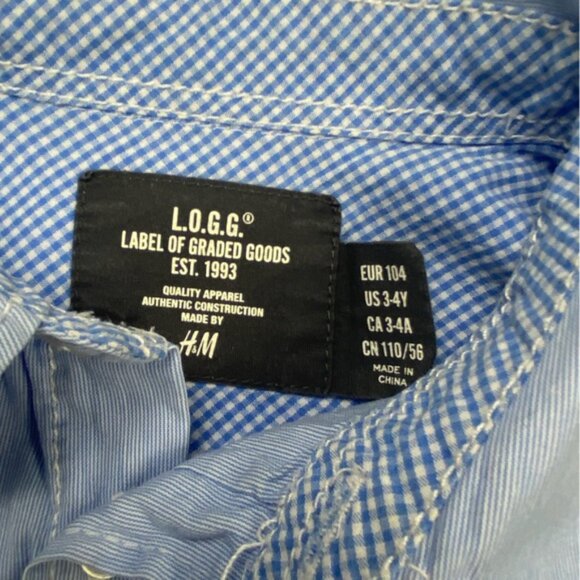 L.O.G.G.®
LABEL OF GRADED GOODS
EST. 1993
QUALITY APPAREL
AUTHENTIC CONSTRUCTION
MADE BY
H&M
EUR 104
US 3-4Y
CA 3-4A
CN 110/56
MADE IN
CHINA